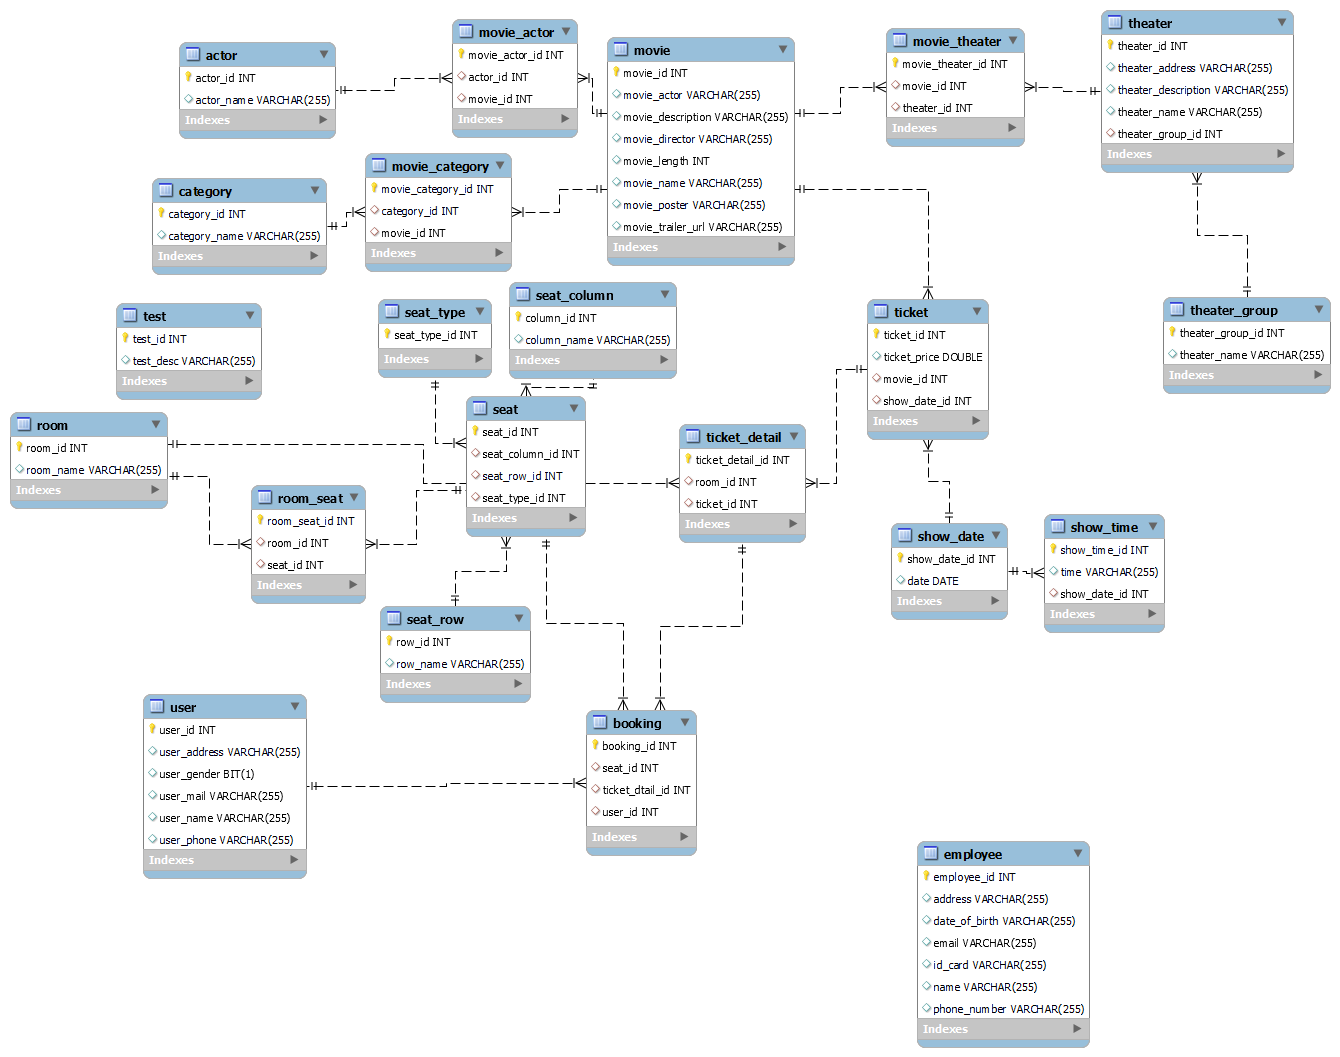 actor
actor_id INT
actor_name VARCHAR(255)
Indexes
movie_actor
movie_actor_id INT
actor_id INT
movie_id INT
Indexes
movie
movie_id INT
movie_actor VARCHAR(255)
movie_description VARCHAR(255)
movie_director VARCHAR(255)
movie_length INT
movie_name VARCHAR(255)
movie_poster VARCHAR(255)
movie_trailer_url VARCHAR(255)
Indexes
movie_theater
movie_theater_id INT
movie_id INT
theater_id INT
Indexes
theater
theater_id INT
theater_address VARCHAR(255)
theater_description VARCHAR(255)
theater_name VARCHAR(255)
theater_group_id INT
Indexes
category
category_id INT
category_name VARCHAR(255)
Indexes
movie_category
movie_category_id INT
category_id INT
movie_id INT
Indexes
test
test_id INT
test_desc VARCHAR(255)
Indexes
seat_type
seat_type_id INT
Indexes
seat_column
column_id INT
column_name VARCHAR(255)
Indexes
ticket
ticket_id INT
ticket_price DOUBLE
movie_id INT
show_date_id INT
Indexes
theater_group
theater_group_id INT
theater_name VARCHAR(255)
Indexes
room
room_id INT
room_name VARCHAR(255)
Indexes
seat
seat_id INT
seat_column_id INT
seat_row_id INT
seat_type_id INT
Indexes
ticket_detail
ticket_detail_id INT
room_id INT
ticket_id INT
Indexes
room_seat
room_seat_id INT
room_id INT
seat_id INT
Indexes
show_date
show_date_id INT
date DATE
Indexes
show_time
show_time_id INT
time VARCHAR(255)
show_date_id INT
Indexes
seat_row
row_id INT
row_name VARCHAR(255)
Indexes
user
user_id INT
user_address VARCHAR(255)
user_gender BIT(1)
user_mail VARCHAR(255)
user_name VARCHAR(255)
user_phone VARCHAR(255)
Indexes
booking
booking_id INT
seat_id INT
ticket_dtail_id INT
user_id INT
Indexes
employee
employee_id INT
address VARCHAR(255)
date_of_birth VARCHAR(255)
email VARCHAR(255)
id_card VARCHAR(255)
name VARCHAR(255)
phone_number VARCHAR(255)
Indexes